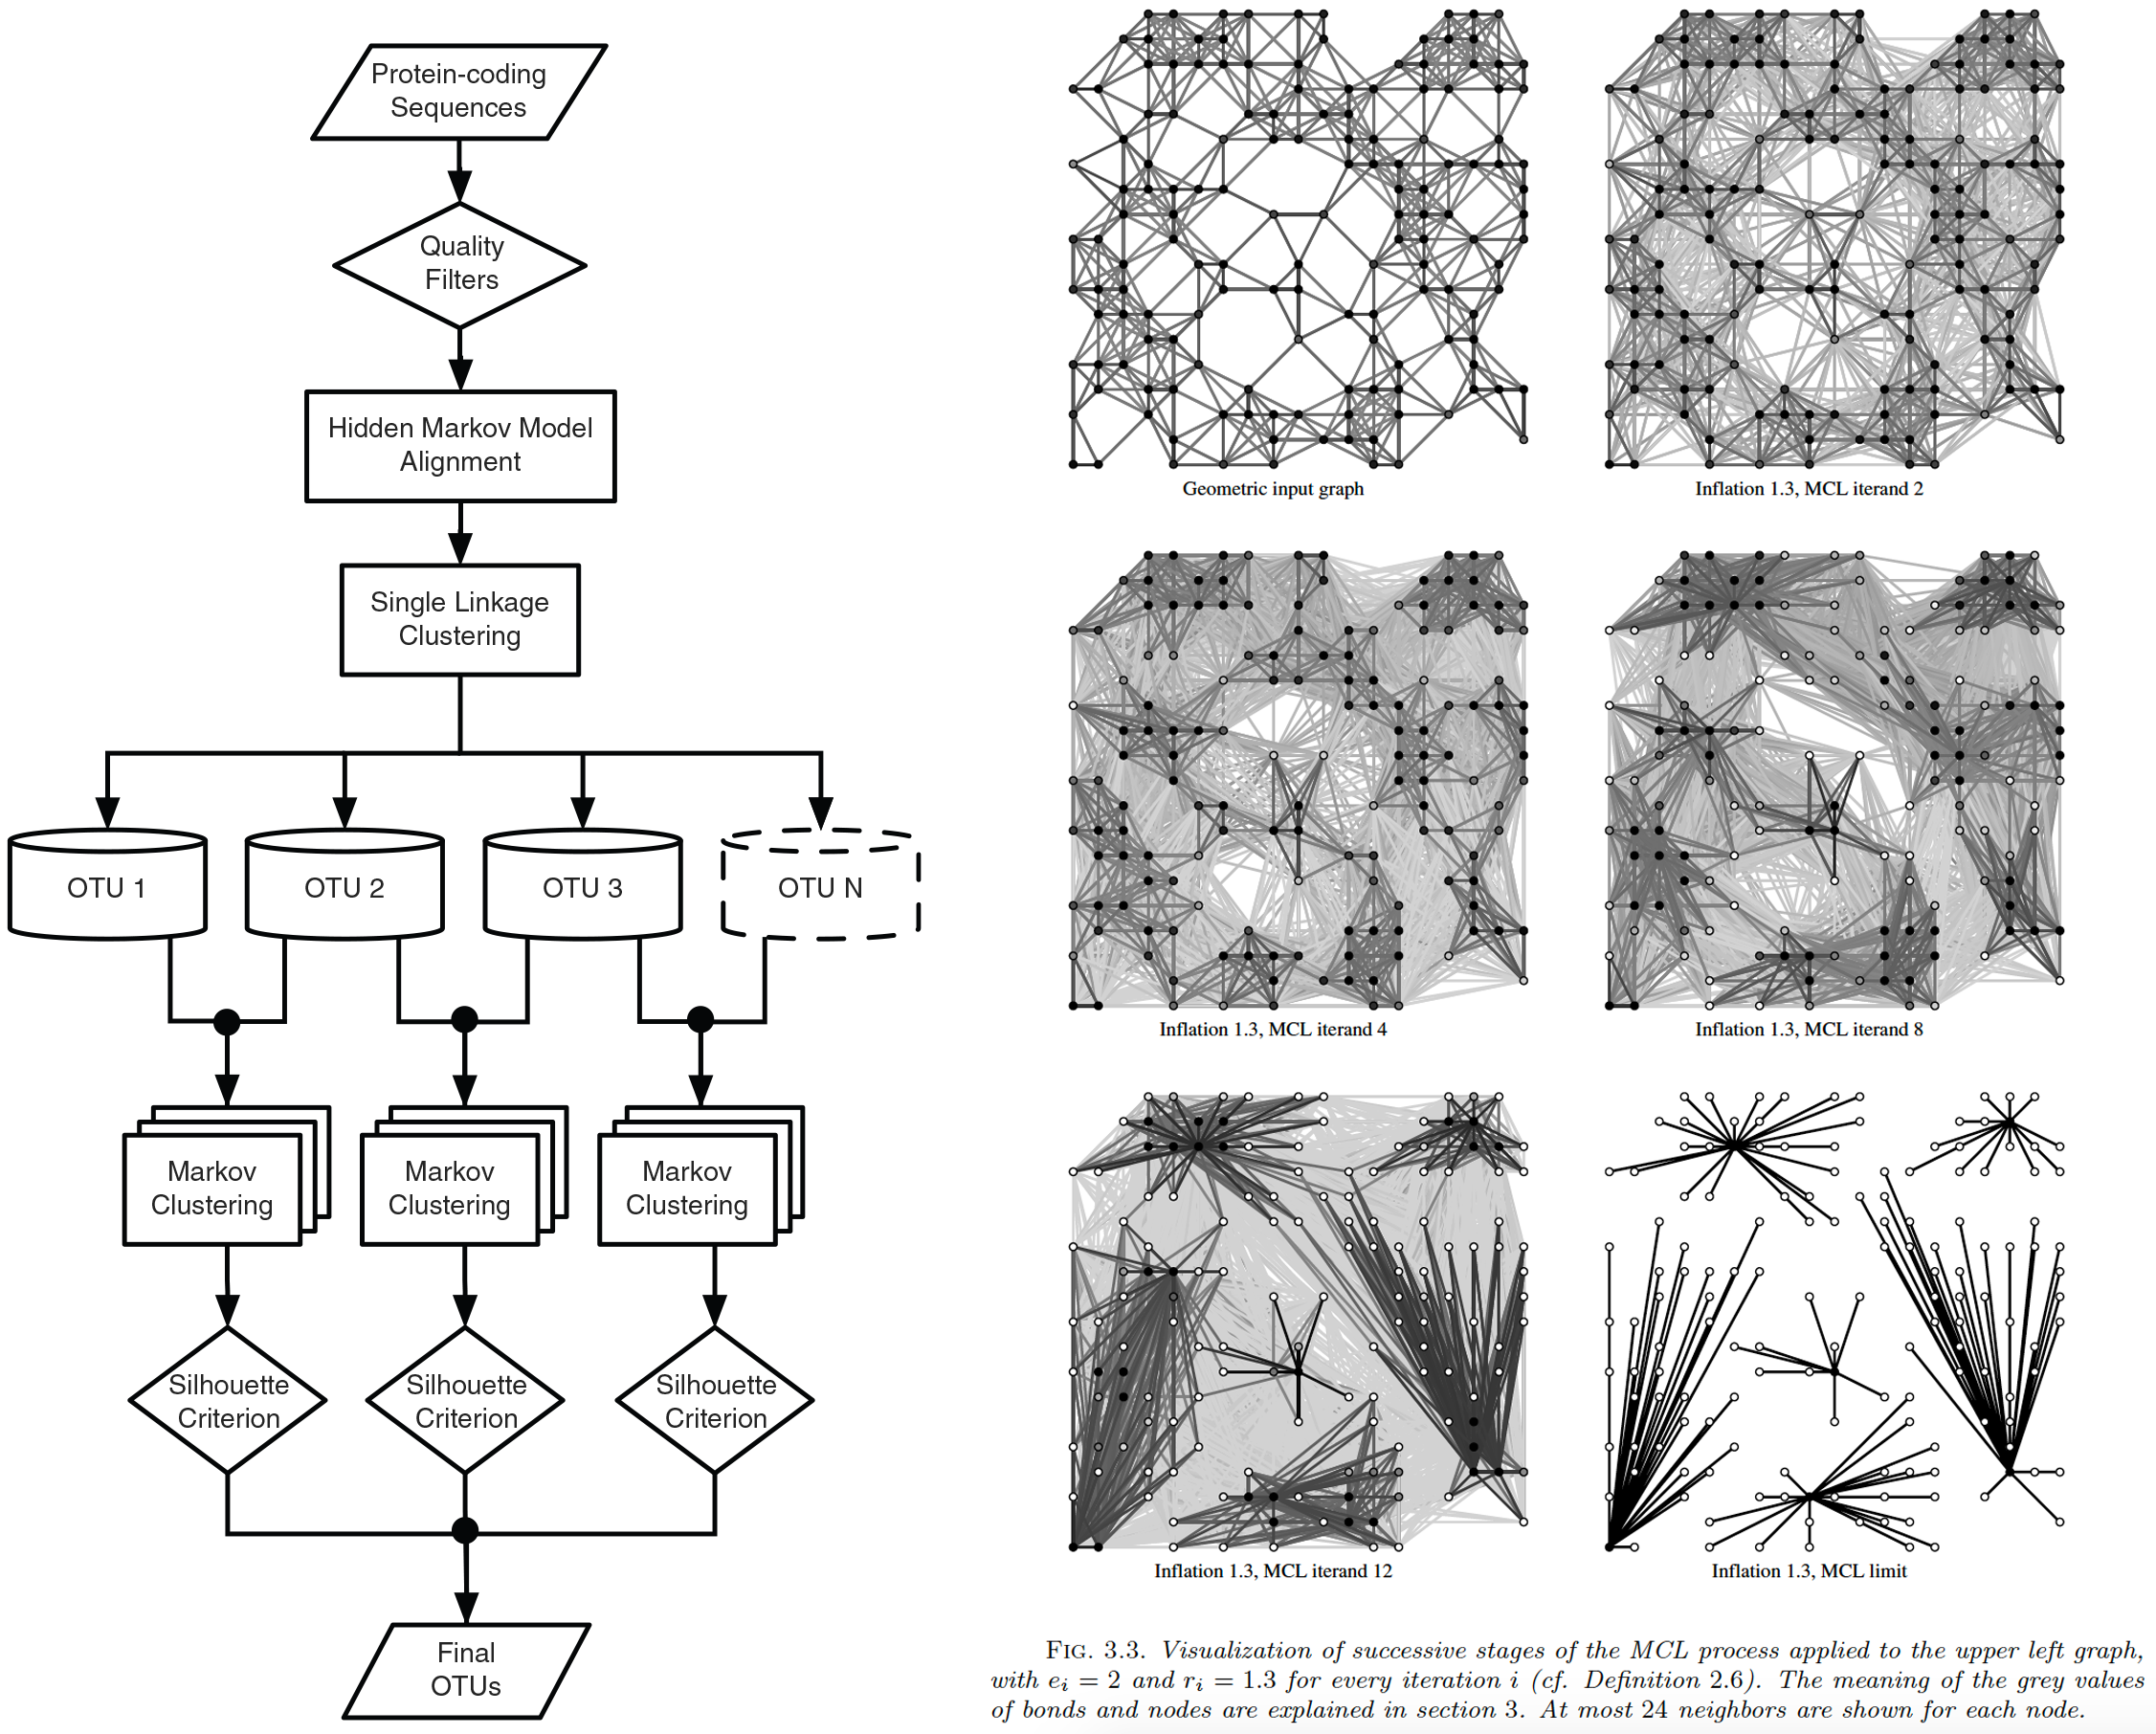 Protein-coding
Sequences
Quality
Filters
Hidden Markov Model
Alignment
Single Linkage
Clustering
OTU 1
OTU 2
OTU 3
OTU N
Markov
Clustering
Markov
Clustering
Markov
Clustering
Silhouette
Criterion
Silhouette
Criterion
Silhouette
Criterion
Final
OTUs
Geometric input graph
Inflation 1.3, MCL iterand 2
Inflation 1.3, MCL iterand 4
Inflation 1.3, MCL iterand 8
Inflation 1.3, MCL iterand 12
Inflation 1.3, MCL limit
FIG. 3.3. Visualization of successive stages of the MCL process applied to the upper left graph,
with eᵢ = 2 and rᵢ = 1.3 for every iteration i (cf. Definition 2.6). The meaning of the grey values
of bonds and nodes are explained in section 3. At most 24 neighbors are shown for each node.